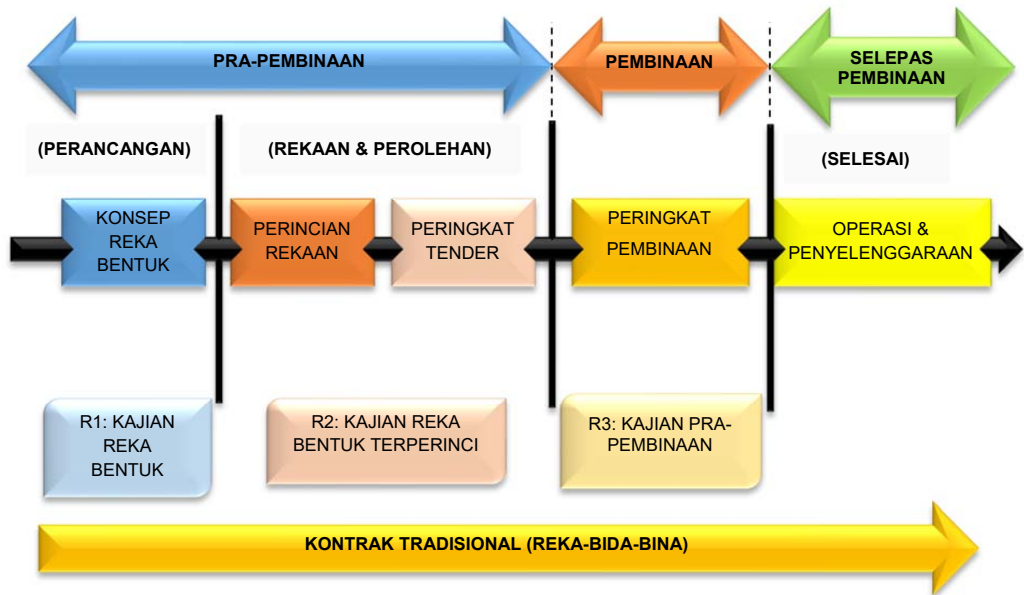 PRA-PEMBINAAN
PEMBINAAN
SELEPAS
PEMBINAAN
(PERANCANGAN)
(REKAAN & PEROLEHAN)
(SELESAI)
KONSEP
REKA
BENTUK
PERINCIAN
REKAAN
PERINGKAT
TENDER
PERINGKAT
PEMBINAAN
OPERASI &
PENYELENGGARAAN
R1: KAJIAN
REKA
BENTUK
R2: KAJIAN REKA
BENTUK TERPERINCI
R3: KAJIAN PRA-
PEMBINAAN
KONTRAK TRADISIONAL (REKA-BIDA-BINA)